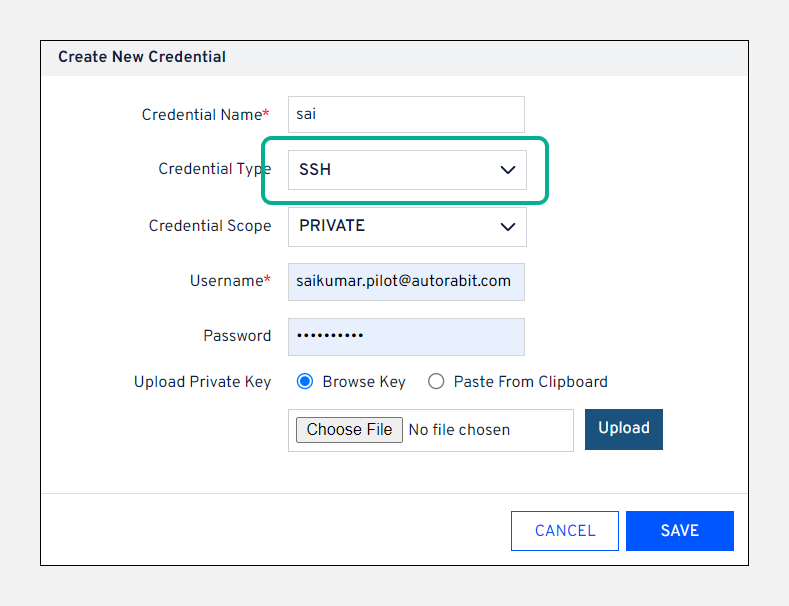 Create New Credential
Credential Name* sai
Credential Type SSH
Credential Scope PRIVATE
Username* saikumar.pilot@autorabit.com
Password ••••••••••
Upload Private Key Browse Key Paste From Clipboard
Choose File No file chosen Upload
CANCEL SAVE